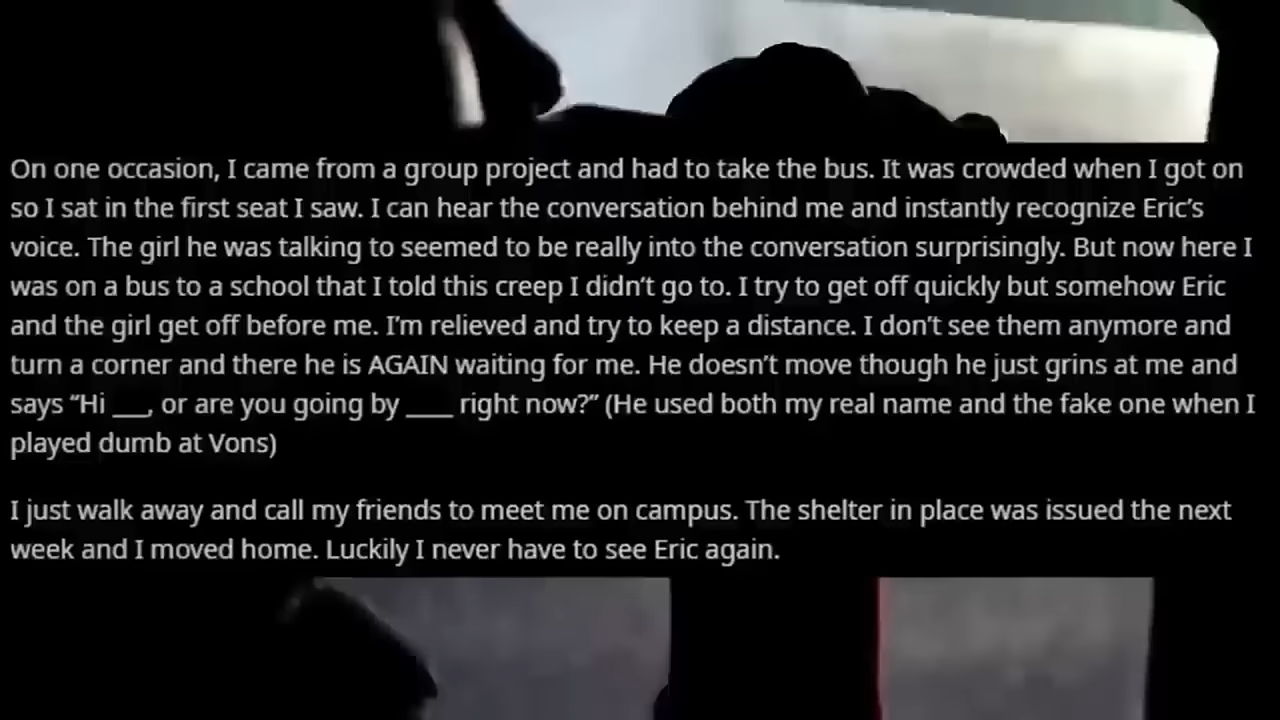 On one occasion, I came from a group project and had to take the bus. It was crowded when I got on
so I sat in the first seat I saw. I can hear the conversation behind me and instantly recognize Eric’s
voice. The girl he was talking to seemed to be really into the conversation surprisingly. But now here I
was on a bus to a school that I told this creep I didn’t go to. I try to get off quickly but somehow Eric
and the girl get off before me. I’m relieved and try to keep a distance. I don’t see them anymore and
turn a corner and there he is AGAIN waiting for me. He doesn’t move though he just grins at me and
says “Hi ___, or are you going by ____ right now?” (He used both my real name and the fake one when I
played dumb at Vons)
I just walk away and call my friends to meet me on campus. The shelter in place was issued the next
week and I moved home. Luckily I never have to see Eric again.